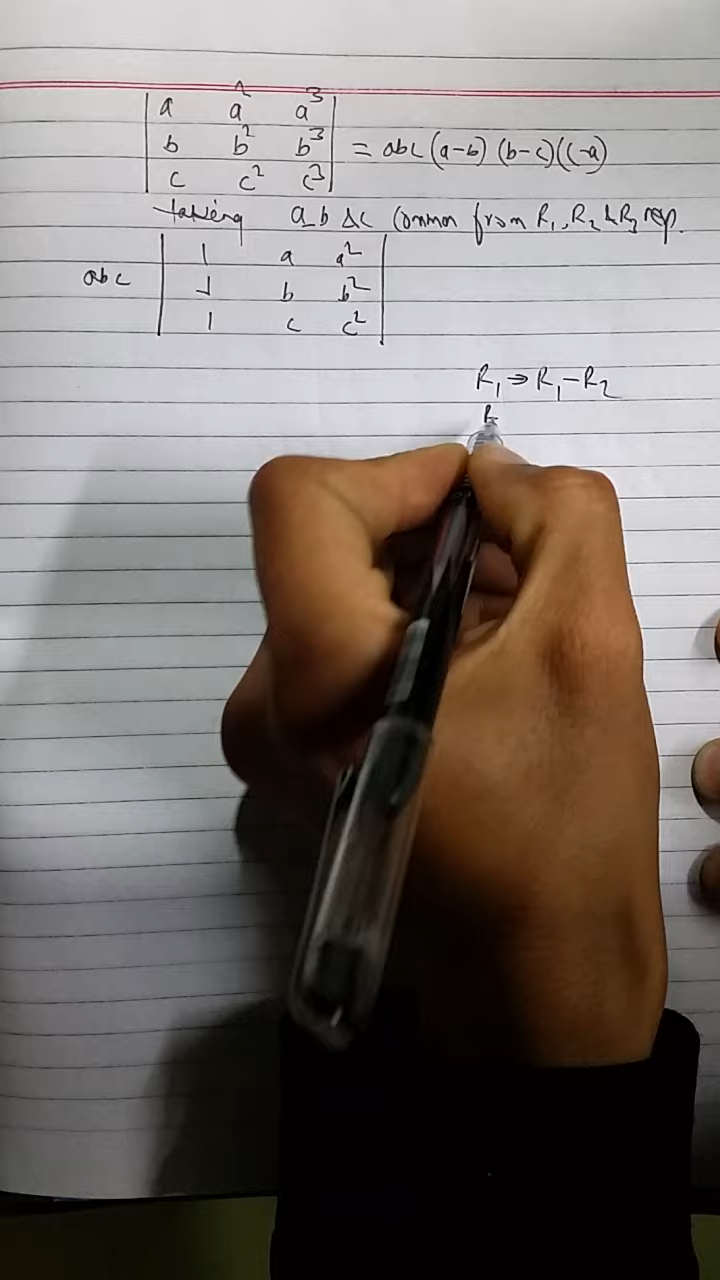 | a a² a³ |
| b b² b³ | = abc (a-b) (b-c) (c-a)
| c c² c³ |
taking a b & c common from R₁, R₂ & R₃ resp.
| 1 a a² |
abc | 1 b b² |
| 1 c c² |
R₁ → R₁ - R₂
R